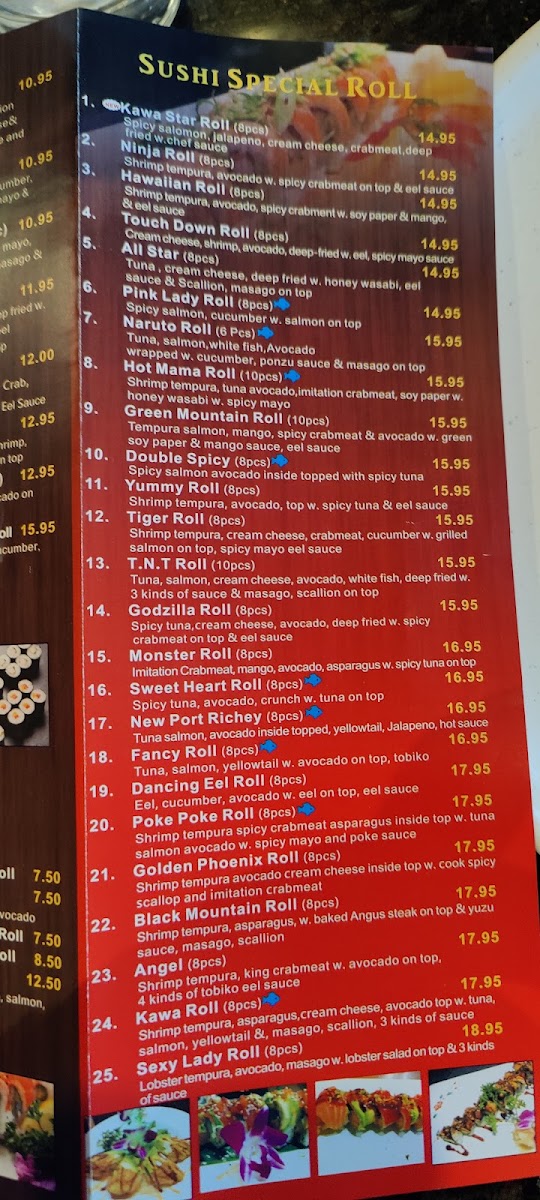 SUSHI SPECIAL ROLL
1. Kawa Star Roll (8pcs) 14.95
Spicy salomon, jalapeno, cream cheese, crabmeat,deep
fried w.chef sauce
2. Ninja Roll (8pcs) 14.95
Shrimp tempura, avocado w. spicy crabmeat on top & eel sauce
3. Hawaiian Roll (8pcs) 14.95
Shrimp tempura, avocado, spicy crabment w. soy paper & mango,
& eel sauce
4. Touch Down Roll (8pcs) 14.95
Cream cheese, shrimp, avocado, deep-fried w. eel, spicy mayo sauce
5. All Star (8pcs) 14.95
Tuna , cream cheese, deep fried w. honey wasabi, eel
sauce & Scallion, masago on top
6. Pink Lady Roll (8pcs) 14.95
Spicy salmon, cucumber w. salmon on top
7. Naruto Roll (6 Pcs) 15.95
Tuna, salmon,white fish,Avocado
wrapped w. cucumber, ponzu sauce & masago on top
8. Hot Mama Roll (10pcs) 15.95
Shrimp tempura, tuna avocado,imitation crabmeat, soy paper w.
honey wasabi w. spicy mayo
9. Green Mountain Roll (10pcs) 15.95
Tempura salmon, mango, spicy crabmeat & avocado w. green
soy paper & mango sauce, eel sauce
10. Double Spicy (8pcs) 15.95
Spicy salmon avocado inside topped with spicy tuna
11. Yummy Roll (8pcs) 15.95
Shrimp tempura, avocado, top w. spicy tuna & eel sauce
12. Tiger Roll (8pcs) 15.95
Shrimp tempura, cream cheese, crabmeat, cucumber w. grilled
salmon on top, spicy mayo eel sauce
13. T.N.T Roll (10pcs) 15.95
Tuna, salmon, cream cheese, avocado, white fish, deep fried w.
3 kinds of sauce & masago, scallion on top
14. Godzilla Roll (8pcs) 15.95
Spicy tuna,cream cheese, avocado, deep fried w. spicy
crabmeat on top & eel sauce
15. Monster Roll (8pcs) 16.95
Imitation Crabmeat, mango, avocado, asparagus w. spicy tuna on top
16. Sweet Heart Roll (8pcs) 16.95
Spicy tuna, avocado, crunch w. tuna on top
17. New Port Richey (8pcs) 16.95
Tuna salmon, avocado inside topped, yellowtail, Jalapeno, hot sauce
18. Fancy Roll (8pcs) 16.95
Tuna, salmon, yellowtail w. avocado on top, tobiko
19. Dancing Eel Roll (8pcs) 17.95
Eel, cucumber, avocado w. eel on top, eel sauce
20. Poke Poke Roll (8pcs) 17.95
Shrimp tempura spicy crabmeat asparagus inside top w. tuna
salmon avocado w. spicy mayo and poke sauce
21. Golden Phoenix Roll (8pcs) 17.95
Shrimp tempura avocado cream cheese inside top w. cook spicy
scallop and imitation crabmeat
22. Black Mountain Roll (8pcs) 17.95
Shrimp tempura, asparagus, w. baked Angus steak on top & yuzu
sauce, masago, scallion
23. Angel (8pcs) 17.95
Shrimp tempura, king crabmeat w. avocado on top,
4 kinds of tobiko eel sauce
24. Kawa Roll (8pcs) 17.95
Shrimp tempura, asparagus,cream cheese, avocado top w. tuna,
salmon, yellowtail &, masago, scallion, 3 kinds of sauce
25. Sexy Lady Roll (8pcs) 18.95
Lobster tempura, avocado, masago w. lobster salad on top & 3 kinds
of sauce
10.95
10.95
10.95
mayo,
masago &
11.95
fried w.
12.00
Crab,
Eel Sauce
12.95
12.95
on
15.95
7.50
7.50
Roll 7.50
8.50
12.50
salmon,